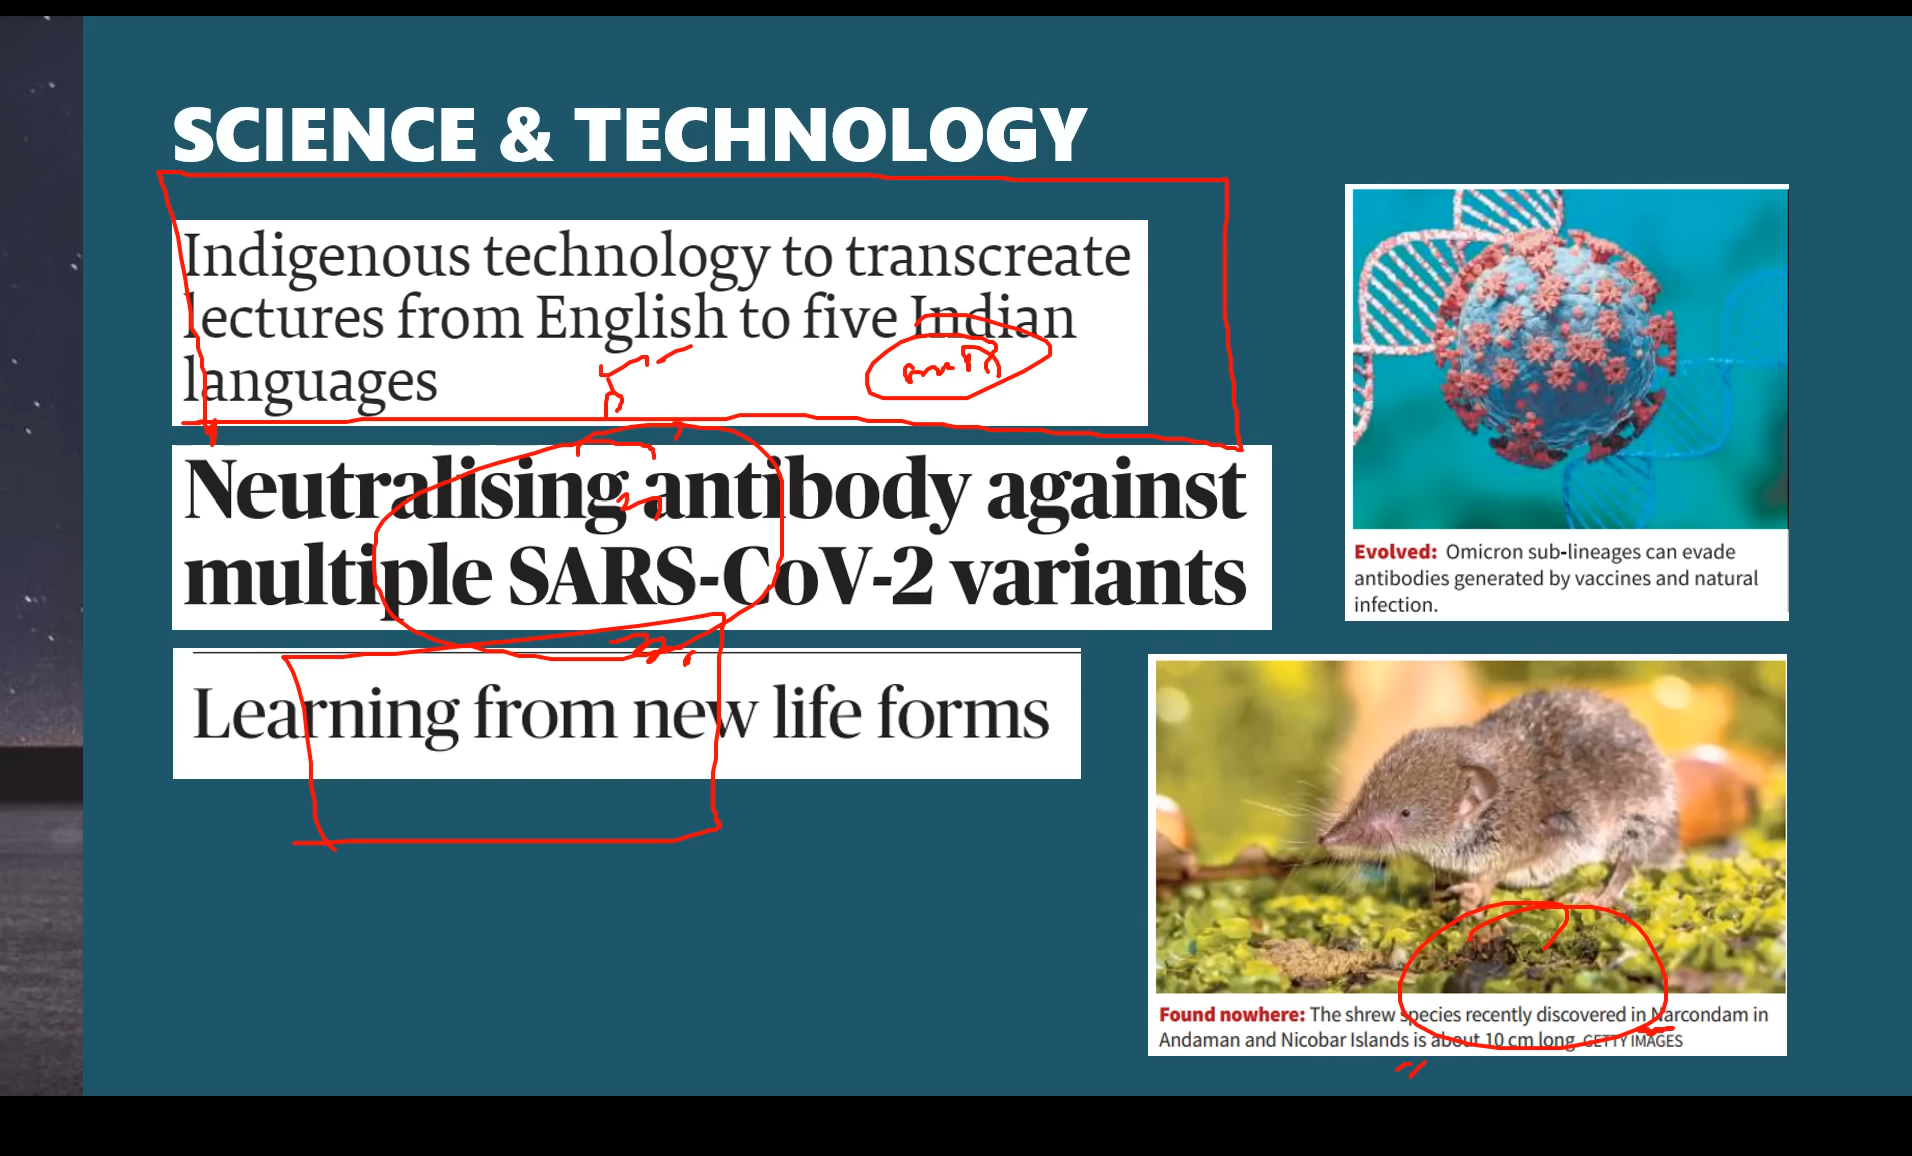 SCIENCE & TECHNOLOGY
Indigenous technology to transcreate
lectures from English to five Indian
languages
Neutralising antibody against
multiple SARS-CoV-2 variants
Learning from new life forms
Evolved: Omicron sub-lineages can evade
antibodies generated by vaccines and natural
infection.
Found nowhere: The shrew species recently discovered in Narcondam in
Andaman and Nicobar Islands is about 10 cm long. GETTY IMAGES